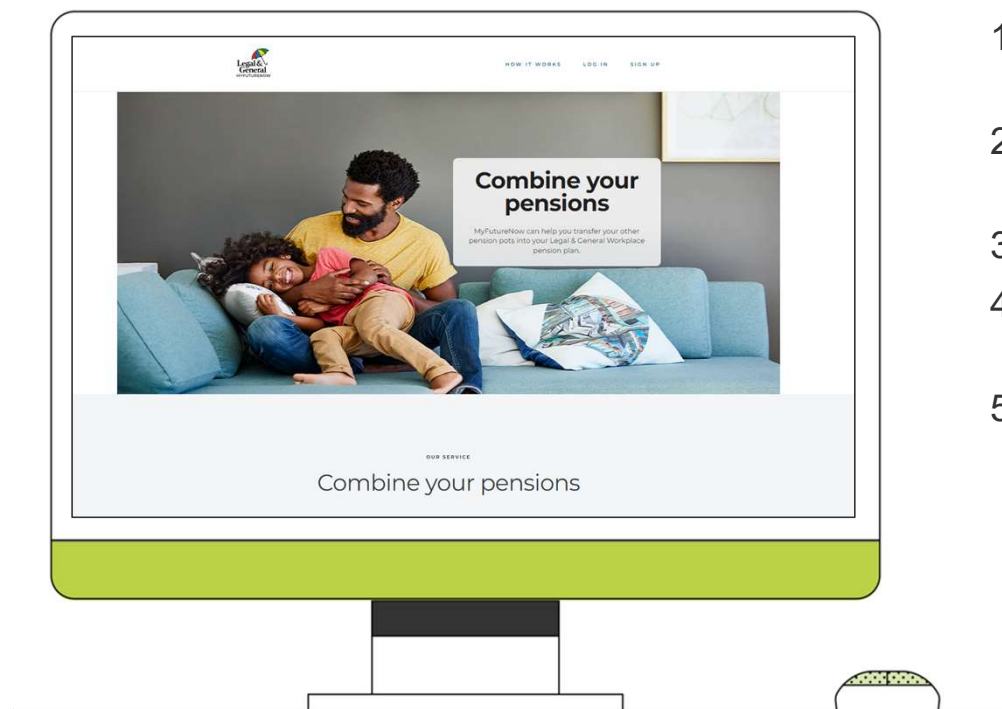 Legal &
General
MYFUTURENOW
HOW IT WORKS LOG IN SIGN UP
Combine your
pensions
MyFutureNow can help you transfer your other
pension pots into your Legal & General Workplace
pension plan.
OUR SERVICE
Combine your pensions
1
2
3
4
5